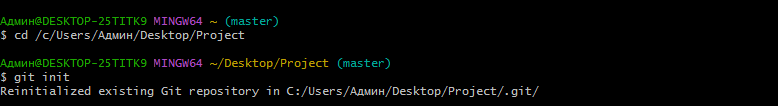 Админ@DESKTOP-25TITK9 MINGW64 ~ (master)
$ cd /c/Users/Админ/Desktop/Project
Админ@DESKTOP-25TITK9 MINGW64 ~/Desktop/Project (master)
$ git init
Reinitialized existing Git repository in C:/Users/Админ/Desktop/Project/.git/